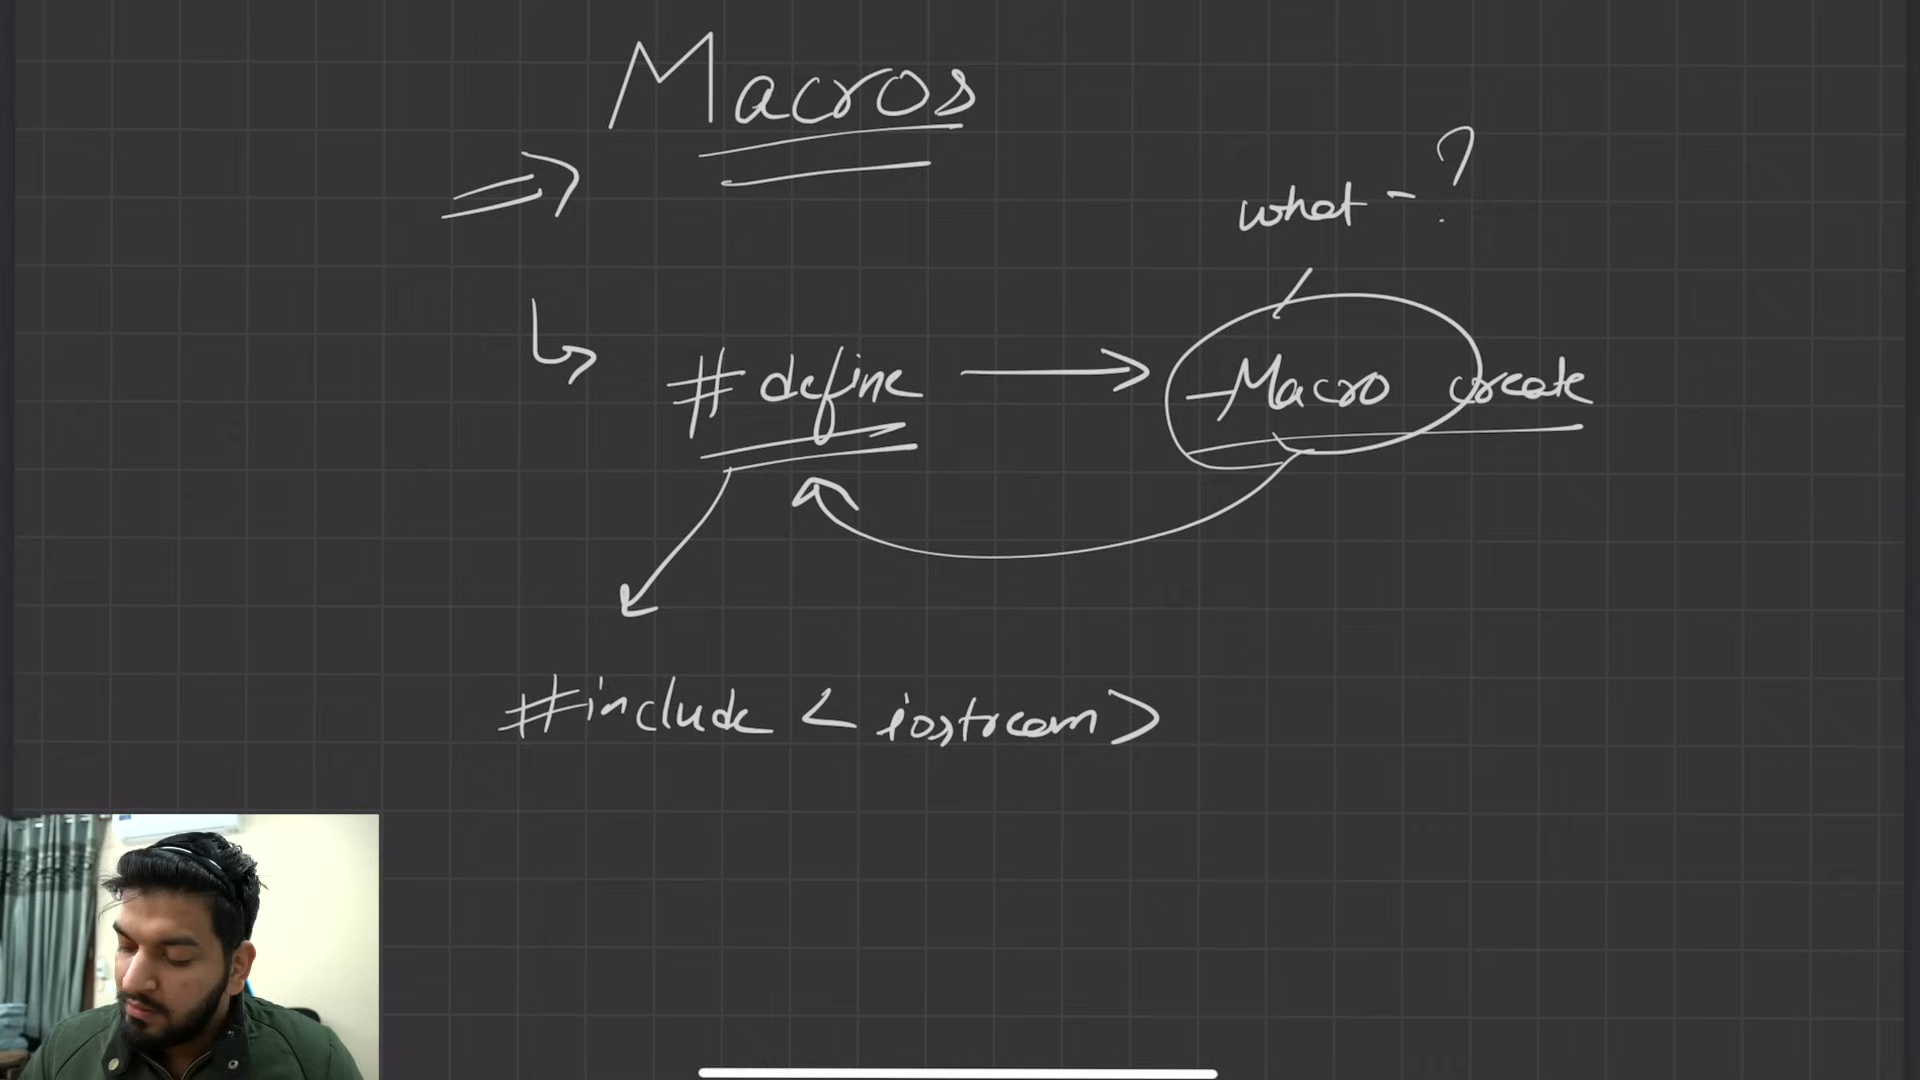 Macros
what - ?
# define → Macro create
#include < iostream>